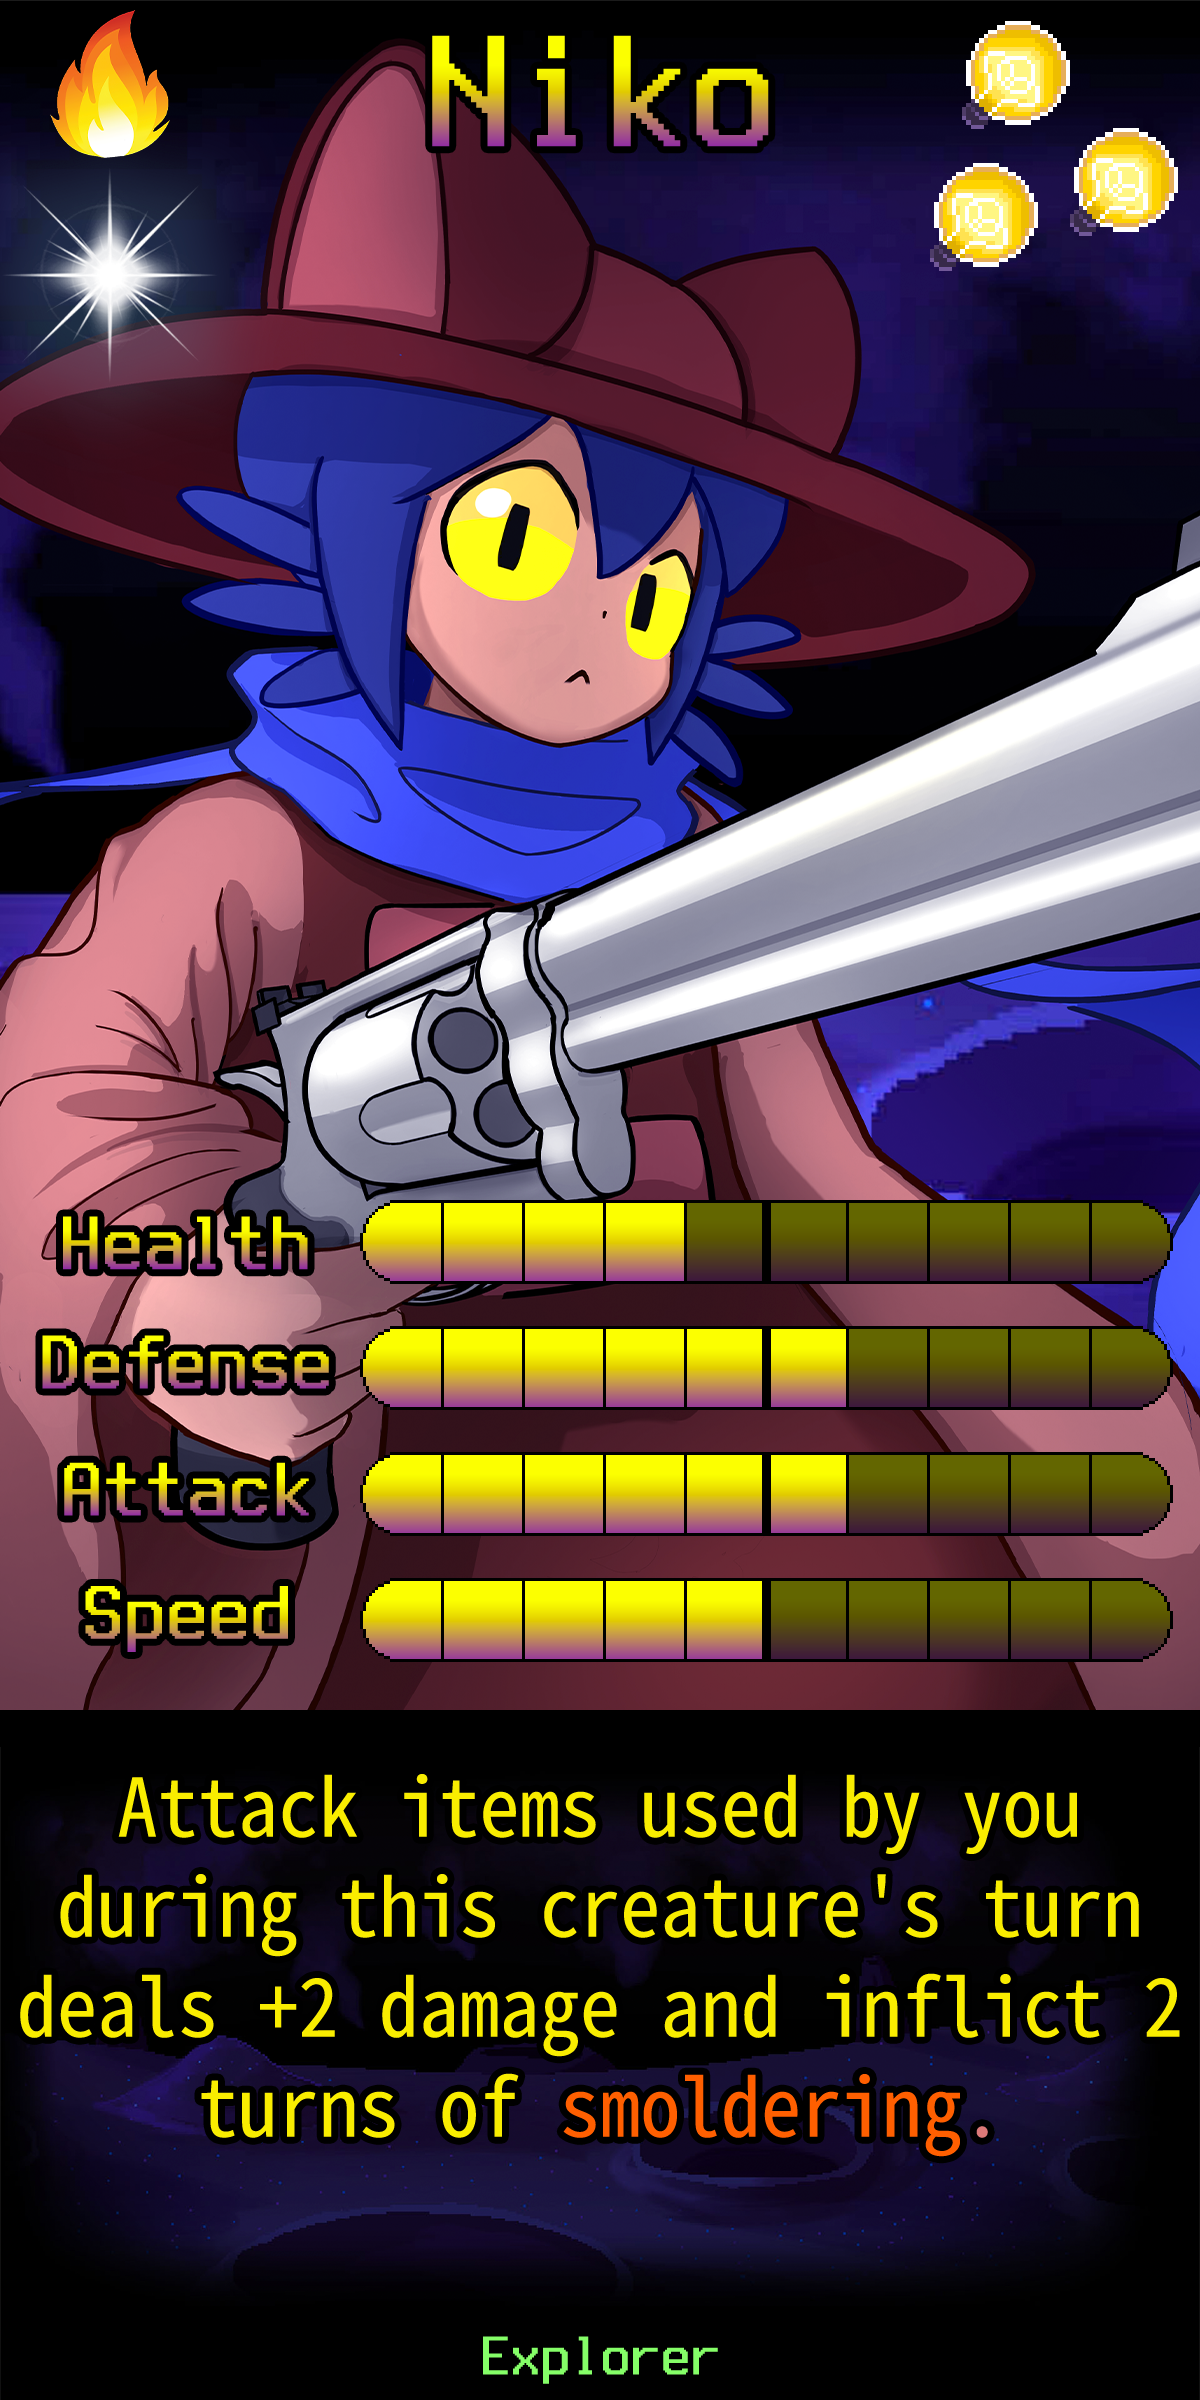 Niko
Health
Defense
Attack
Speed
Attack items used by you
during this creature's turn
deals +2 damage and inflict 2
turns of smoldering.
Explorer